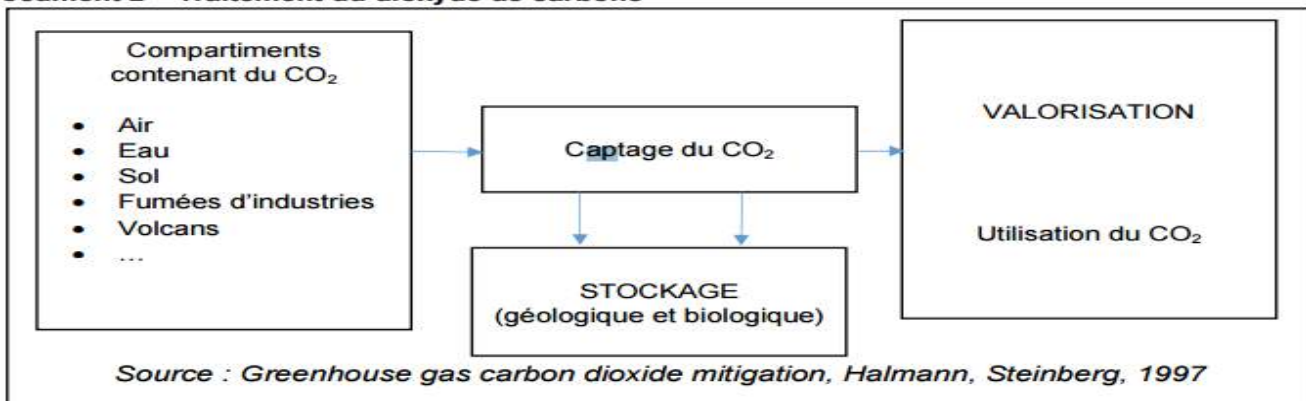 Compartiments
contenant du CO₂
• Air
• Eau
• Sol
• Fumées d'industries
• Volcans
• ...
Captage du CO₂
STOCKAGE
(géologique et biologique)
VALORISATION
Utilisation du CO₂
Source : Greenhouse gas carbon dioxide mitigation, Halmann, Steinberg, 1997